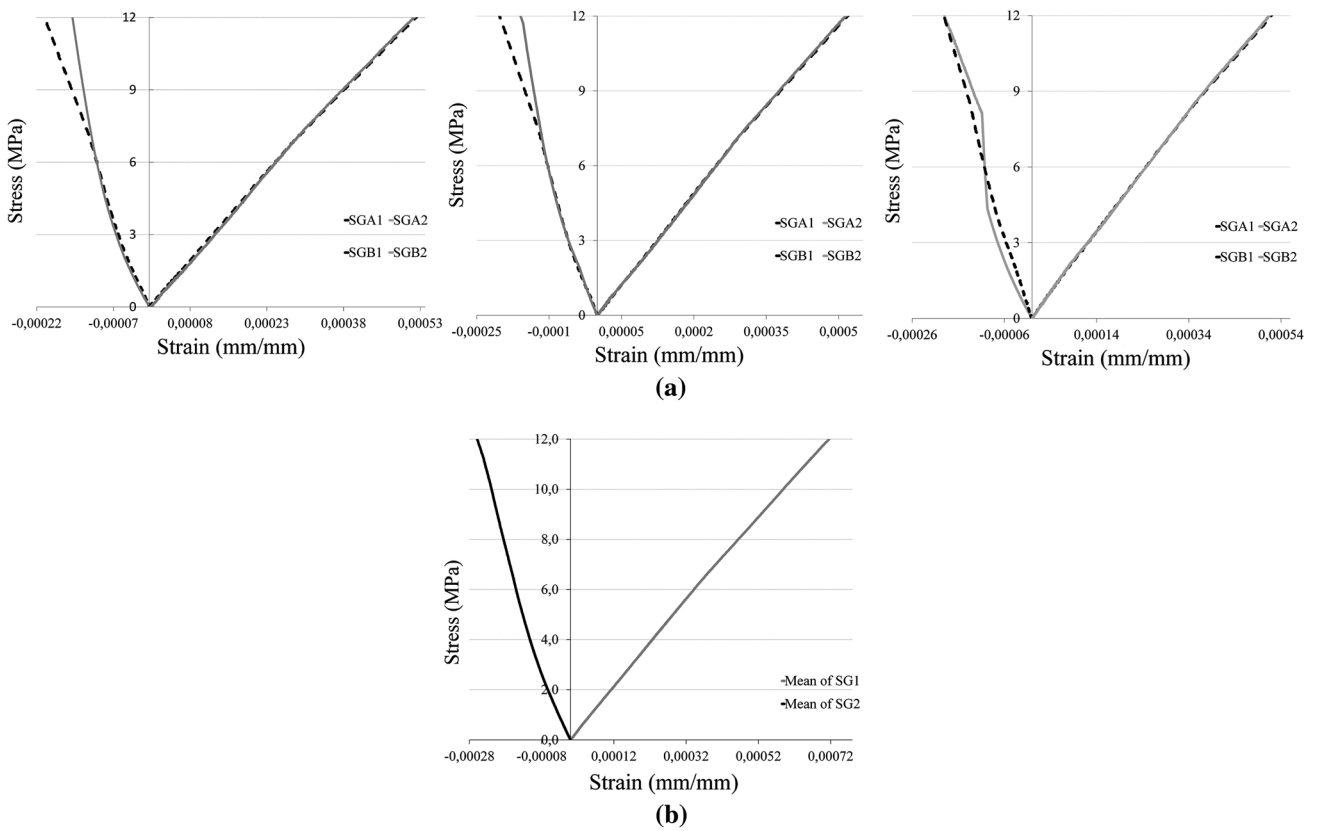 12
9
6
3
0
Stress (MPa)
-0,00022 -0,00007 0,00008 0,00023 0,00038 0,00053
Strain (mm/mm)
SGA1 SGA2
SGB1 SGB2
12
9
6
3
0
Stress (MPa)
-0,00025 -0,0001 0,00005 0,0002 0,00035 0,0005
Strain (mm/mm)
SGA1 SGA2
SGB1 SGB2
12
9
6
3
0
Stress (MPa)
-0,00026 -0,00006 0,00014 0,00034 0,00054
Strain (mm/mm)
SGA1 SGA2
SGB1 SGB2
(a)
12,0
10,0
8,0
6,0
4,0
2,0
0,0
Stress (MPa)
-0,00028 -0,00008 0,00012 0,00032 0,00052 0,00072
Strain (mm/mm)
Mean of SG1
Mean of SG2
(b)